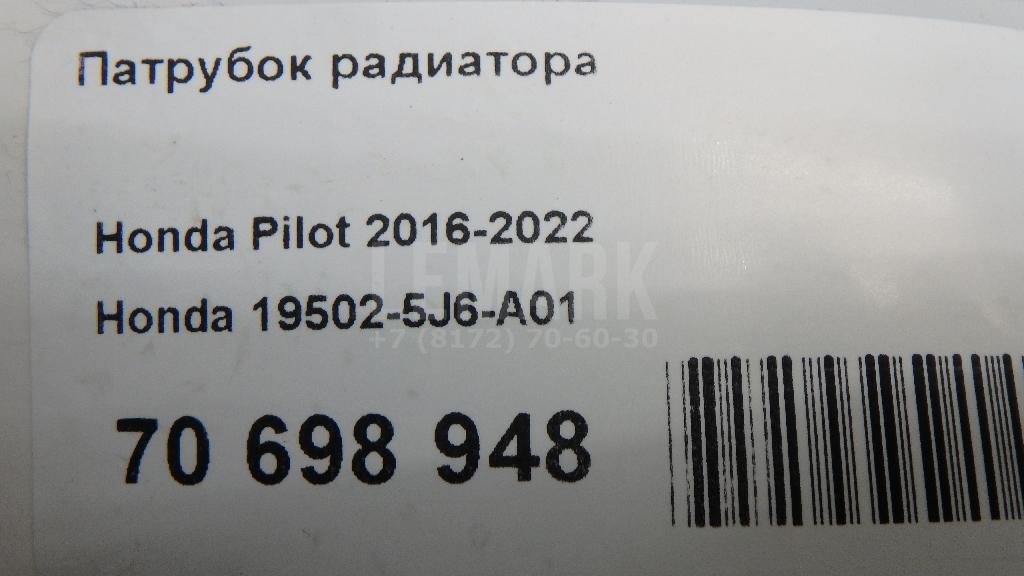 Патрубок радиатора
Honda Pilot 2016-2022
LEMARK
Honda 19502-5J6-A01
+7 (8172) 70-60-30
70 698 948